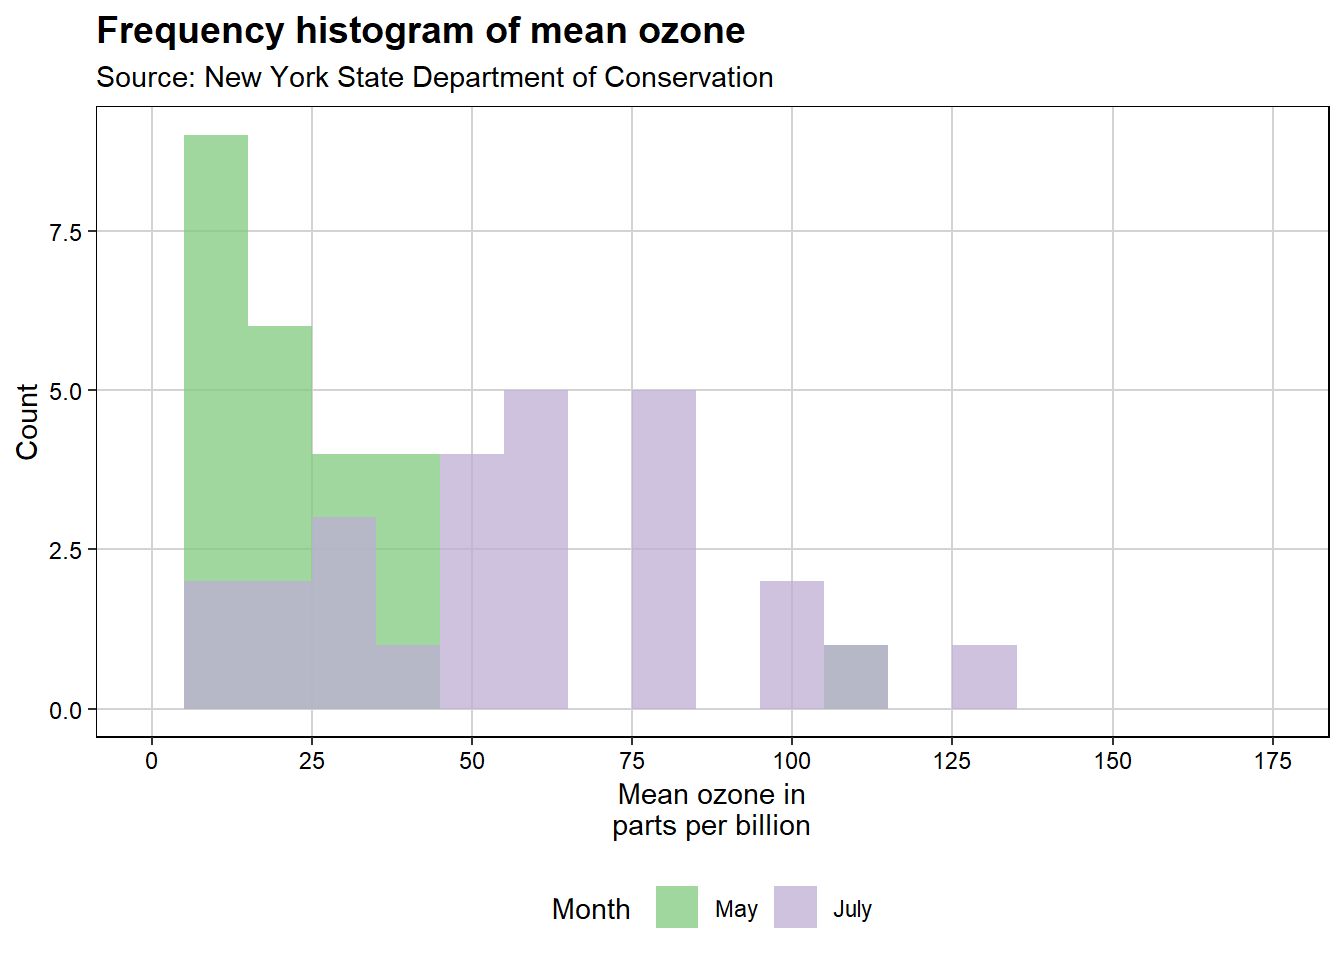 Frequency histogram of mean ozone
Source: New York State Department of Conservation
7.5
5.0
2.5
0.0
Count
0 25 50 75 100 125 150 175
Mean ozone in
parts per billion
Month May July